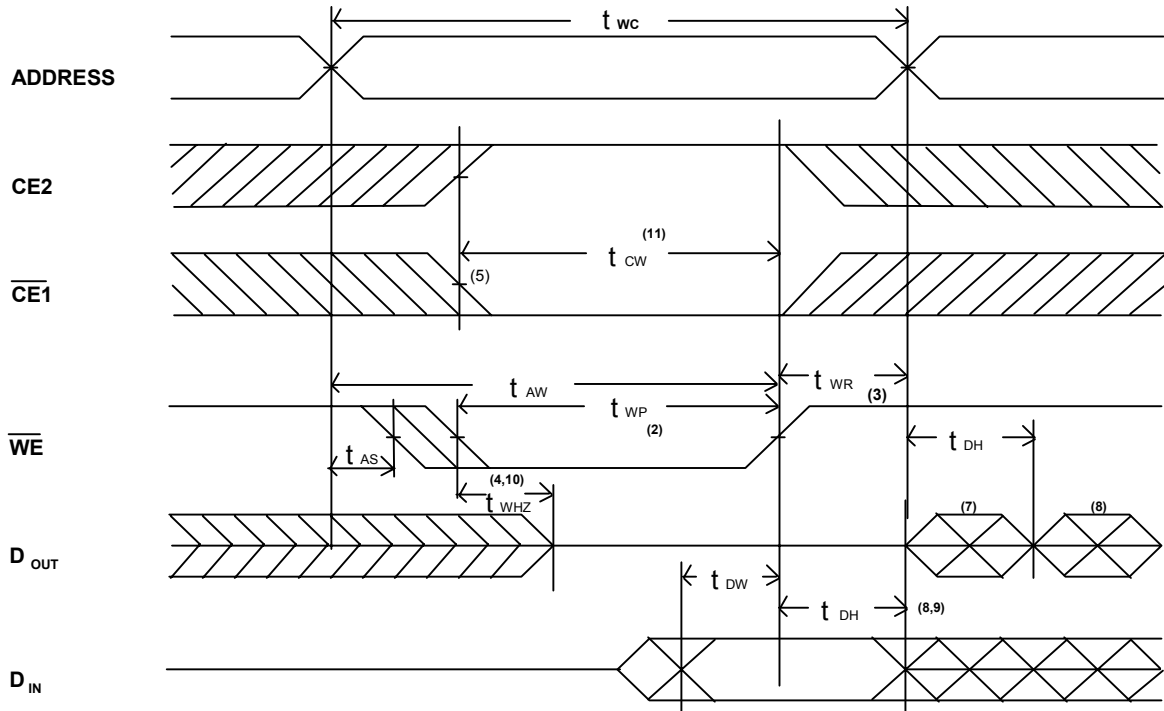 t WC
ADDRESS
CE2
t CW (11)
CE1 (5)
t AW
t WR (3)
t WP (2)
WE
t AS
t DH
t WHZ (4,10)
D OUT
(7)
(8)
t DW
t DH (8,9)
D IN